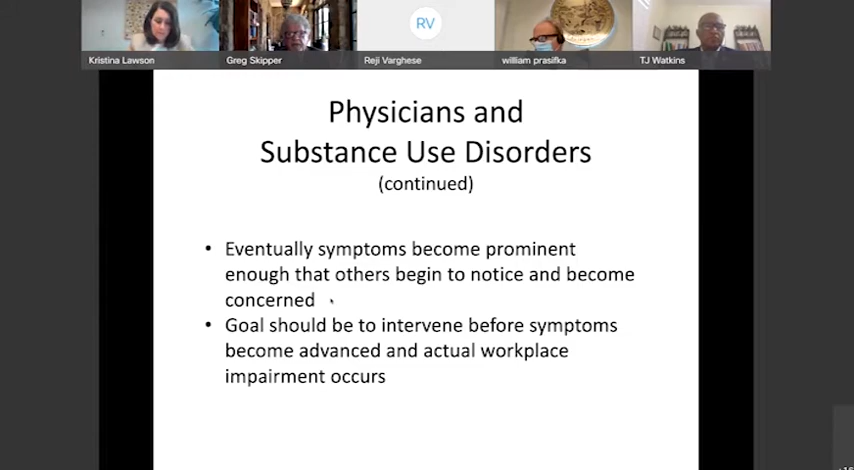 RV
Kristina Lawson
Greg Skipper
Reji Varghese
william prasifka
TJ Watkins
Physicians and
Substance Use Disorders
(continued)
• Eventually symptoms become prominent
enough that others begin to notice and become
concerned
• Goal should be to intervene before symptoms
become advanced and actual workplace
impairment occurs